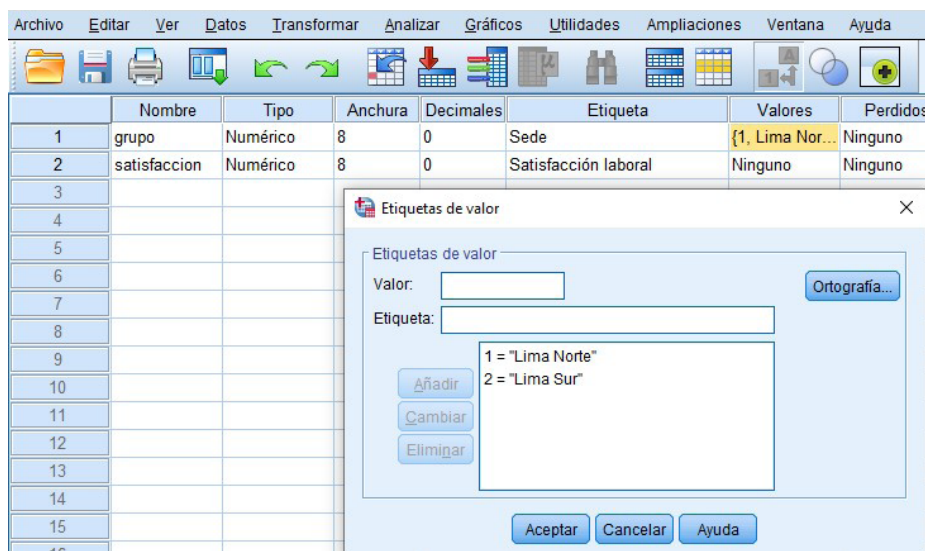 Archivo Editar Ver Datos Transformar Analizar Gráficos Utilidades Ampliaciones Ventana Ayuda
Nombre Tipo Anchura Decimales Etiqueta Valores Perdidos
1 grupo Numérico 8 0 Sede {1, Lima Nor... Ninguno
2 satisfaccion Numérico 8 0 Satisfacción laboral Ninguno Ninguno
3
4
5
6
7
8
9
10
11
12
13
14
15
Etiquetas de valor
Etiquetas de valor
Valor:
Ortografía...
Etiqueta:
1 = "Lima Norte"
2 = "Lima Sur"
Añadir
Cambiar
Eliminar
Aceptar Cancelar Ayuda